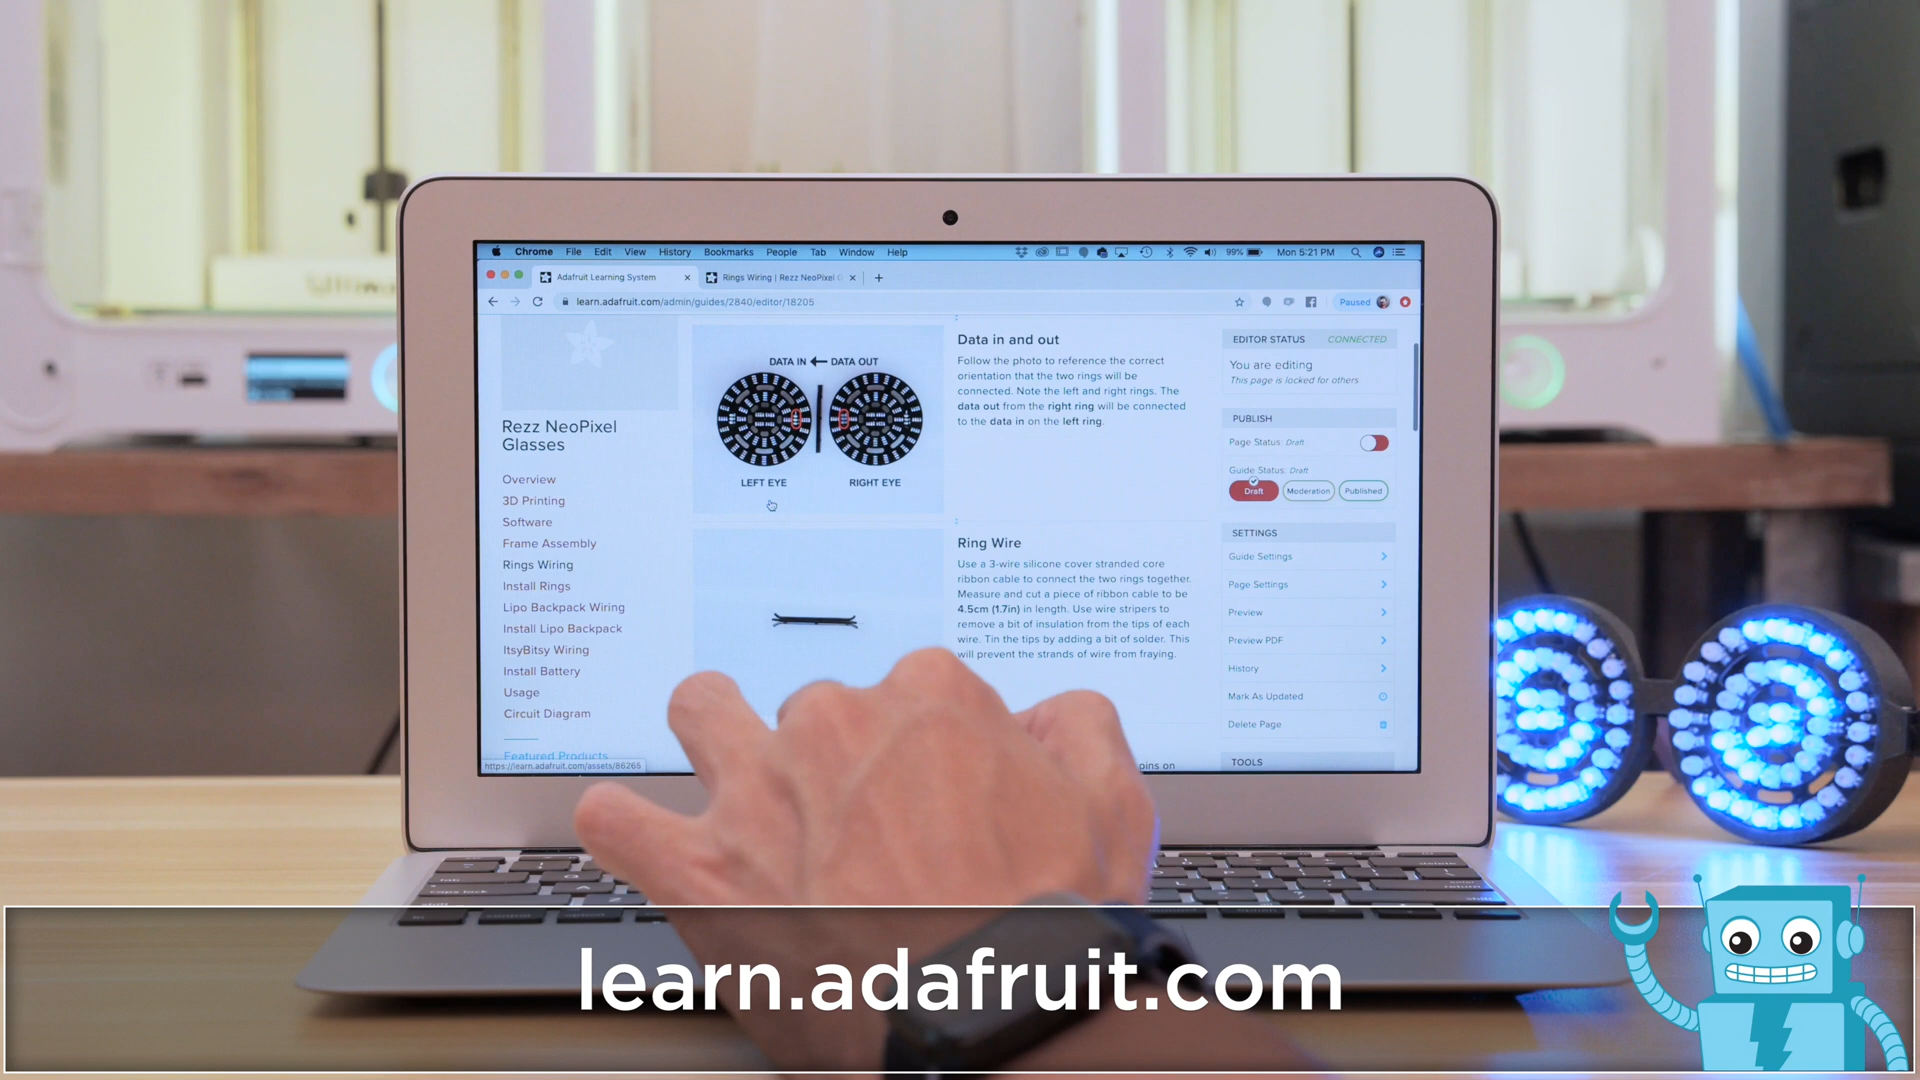 Chrome File Edit View History Bookmarks People Tab Window Help
99% Mon 5:21 PM
Adafruit Learning System
Rings Wiring | Rezz NeoPixel
learn.adafruit.com/admin/guides/2840/editor/18205
Paused
Rezz NeoPixel
Glasses
Overview
3D Printing
Software
Frame Assembly
Rings Wiring
Install Rings
Lipo Backpack Wiring
Install Lipo Backpack
ItsyBitsy Wiring
Install Battery
Usage
Circuit Diagram
Featured Products
https://learn.adafruit.com/assets/86265
DATA IN ← DATA OUT
LEFT EYE RIGHT EYE
Data in and out
Follow the photo to reference the correct
orientation that the two rings will be
connected. Note the left and right rings. The
data out from the right ring will be connected
to the data in on the left ring.
Ring Wire
Use a 3-wire silicone cover stranded core
ribbon cable to connect the two rings together.
Measure and cut a piece of ribbon cable to be
4.5cm (1.7in) in length. Use wire stripers to
remove a bit of insulation from the tips of each
wire. Tin the tips by adding a bit of solder. This
will prevent the strands of wire from fraying.
pins on
EDITOR STATUS CONNECTED
You are editing
This page is locked for others
PUBLISH
Page Status: Draft
Guide Status: Draft
Draft Moderation Published
SETTINGS
Guide Settings
Page Settings
Preview
Preview PDF
History
Mark As Updated
Delete Page
TOOLS
learn.adafruit.com